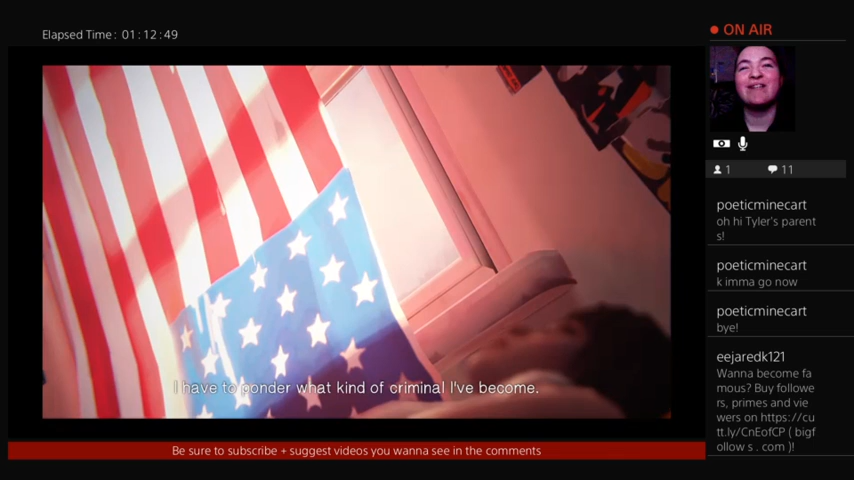 Elapsed Time: 01:12:49
ON AIR
1
11
poeticminecart
oh hi Tyler's parent
s!
poeticminecart
k imma go now
poeticminecart
bye!
eejaredk121
Wanna become fa
mous? Buy followe
rs, primes and vie
wers on https://cu
tt.ly/CnEofCP ( bigf
ollow s . com )!
I have to ponder what kind of criminal I've become.
Be sure to subscribe + suggest videos you wanna see in the comments